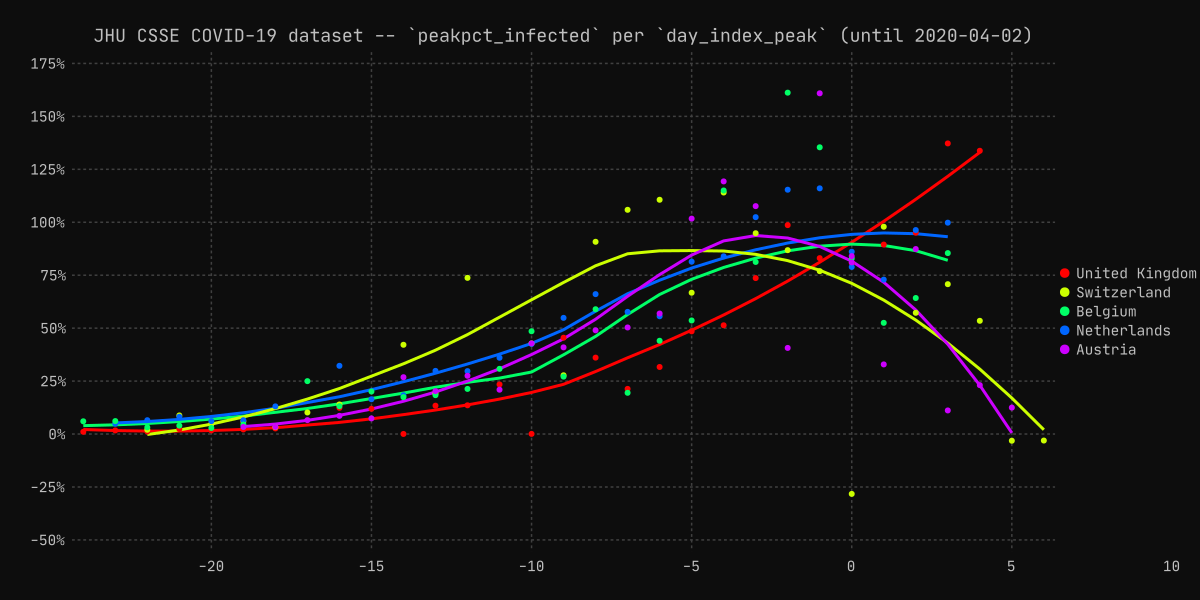 JHU CSSE COVID-19 dataset -- `peakpct_infected` per `day_index_peak` (until 2020-04-02)
175%
150%
125%
100%
75%
50%
25%
0%
-25%
-50%
-20 -15 -10 -5 0 5 10
United Kingdom
Switzerland
Belgium
Netherlands
Austria